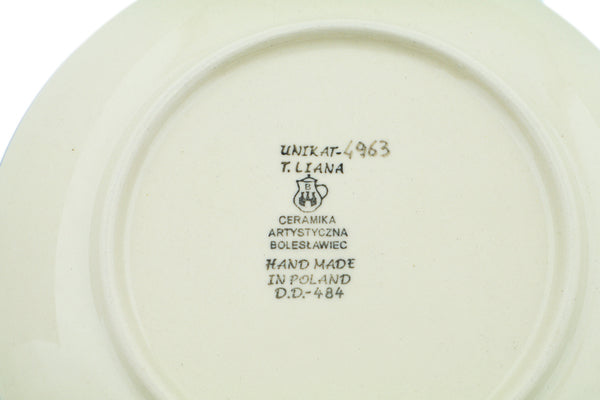 UNIKAT-4963
T. LIANA
B
CERAMIKA
ARTYSTYCZNA
BOLESŁAWIEC
HAND MADE
IN POLAND
D.D.-484